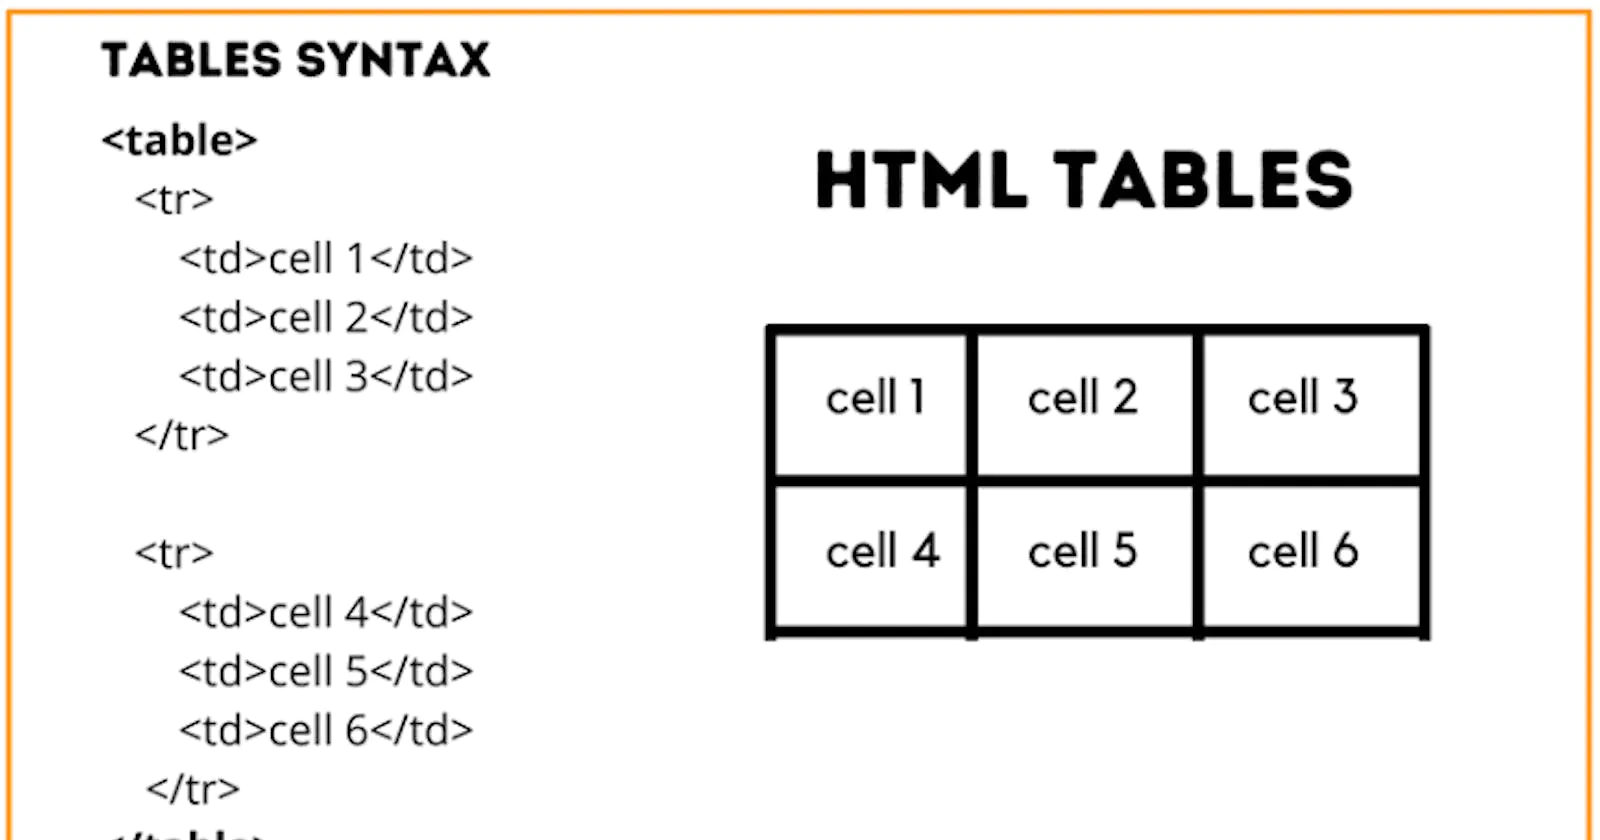 TABLES SYNTAX
<table>
<tr>
<td>cell 1</td>
<td>cell 2</td>
<td>cell 3</td>
</tr>
<tr>
<td>cell 4</td>
<td>cell 5</td>
<td>cell 6</td>
</tr>
</table>
HTML TABLES
cell 1 cell 2 cell 3
cell 4 cell 5 cell 6